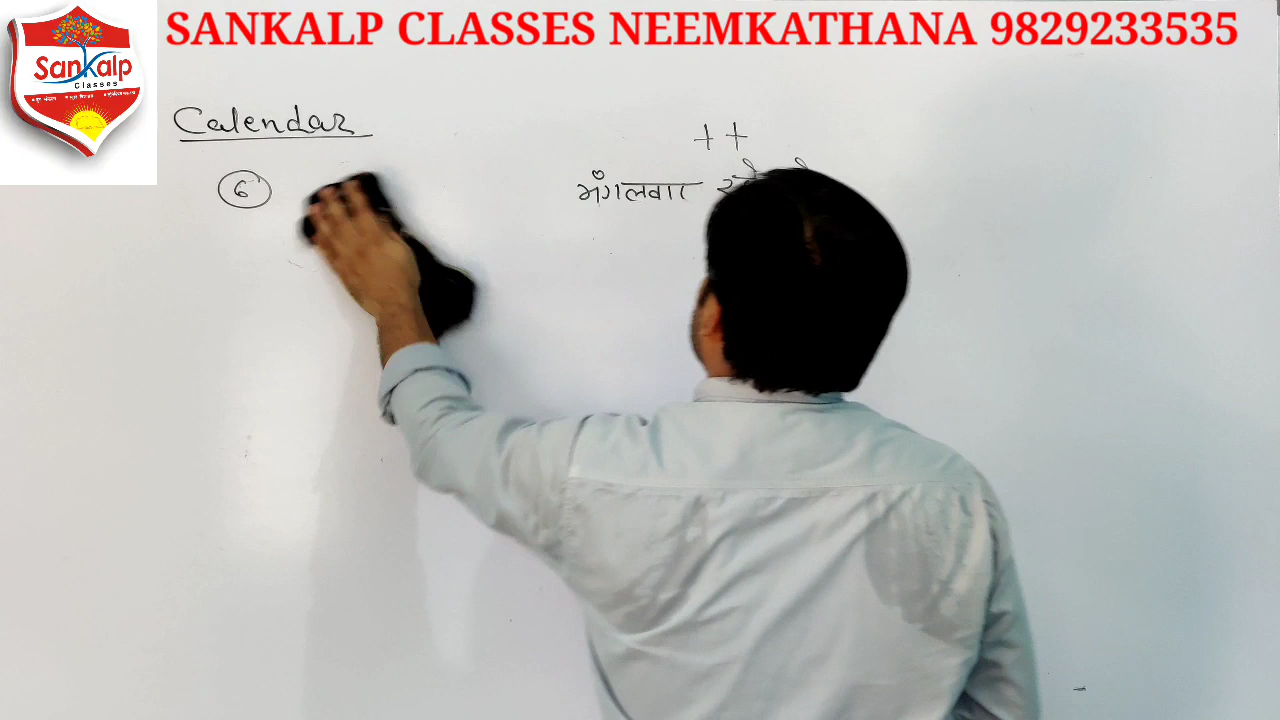 SANKALP CLASSES NEEMKATHANA 9829233535
Sankalp
Classes
Calendar
++
6
मंगलवार